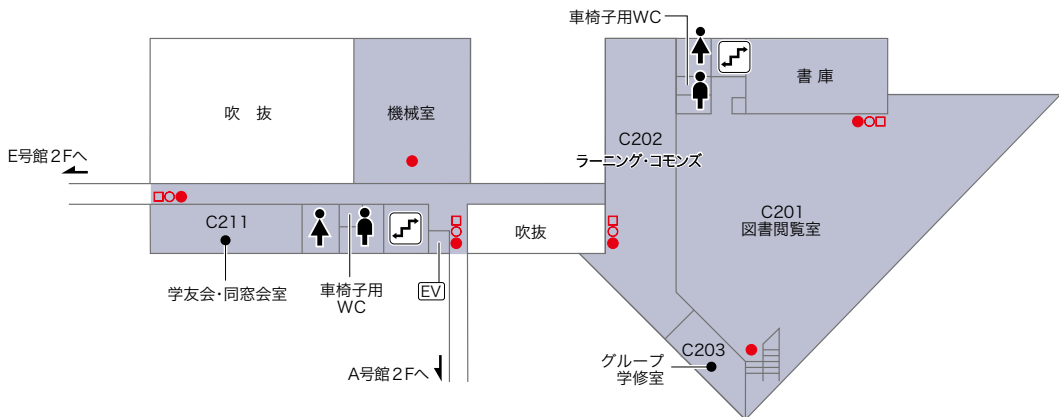 車椅子用WC
書 庫
吹 抜
機械室
C202
ラーニング・コモンズ
E号館2Fへ
C211
吹抜
C201
図書閲覧室
学友会・同窓会室
車椅子用
WC
EV
C203
グループ
学修室
A号館2Fへ